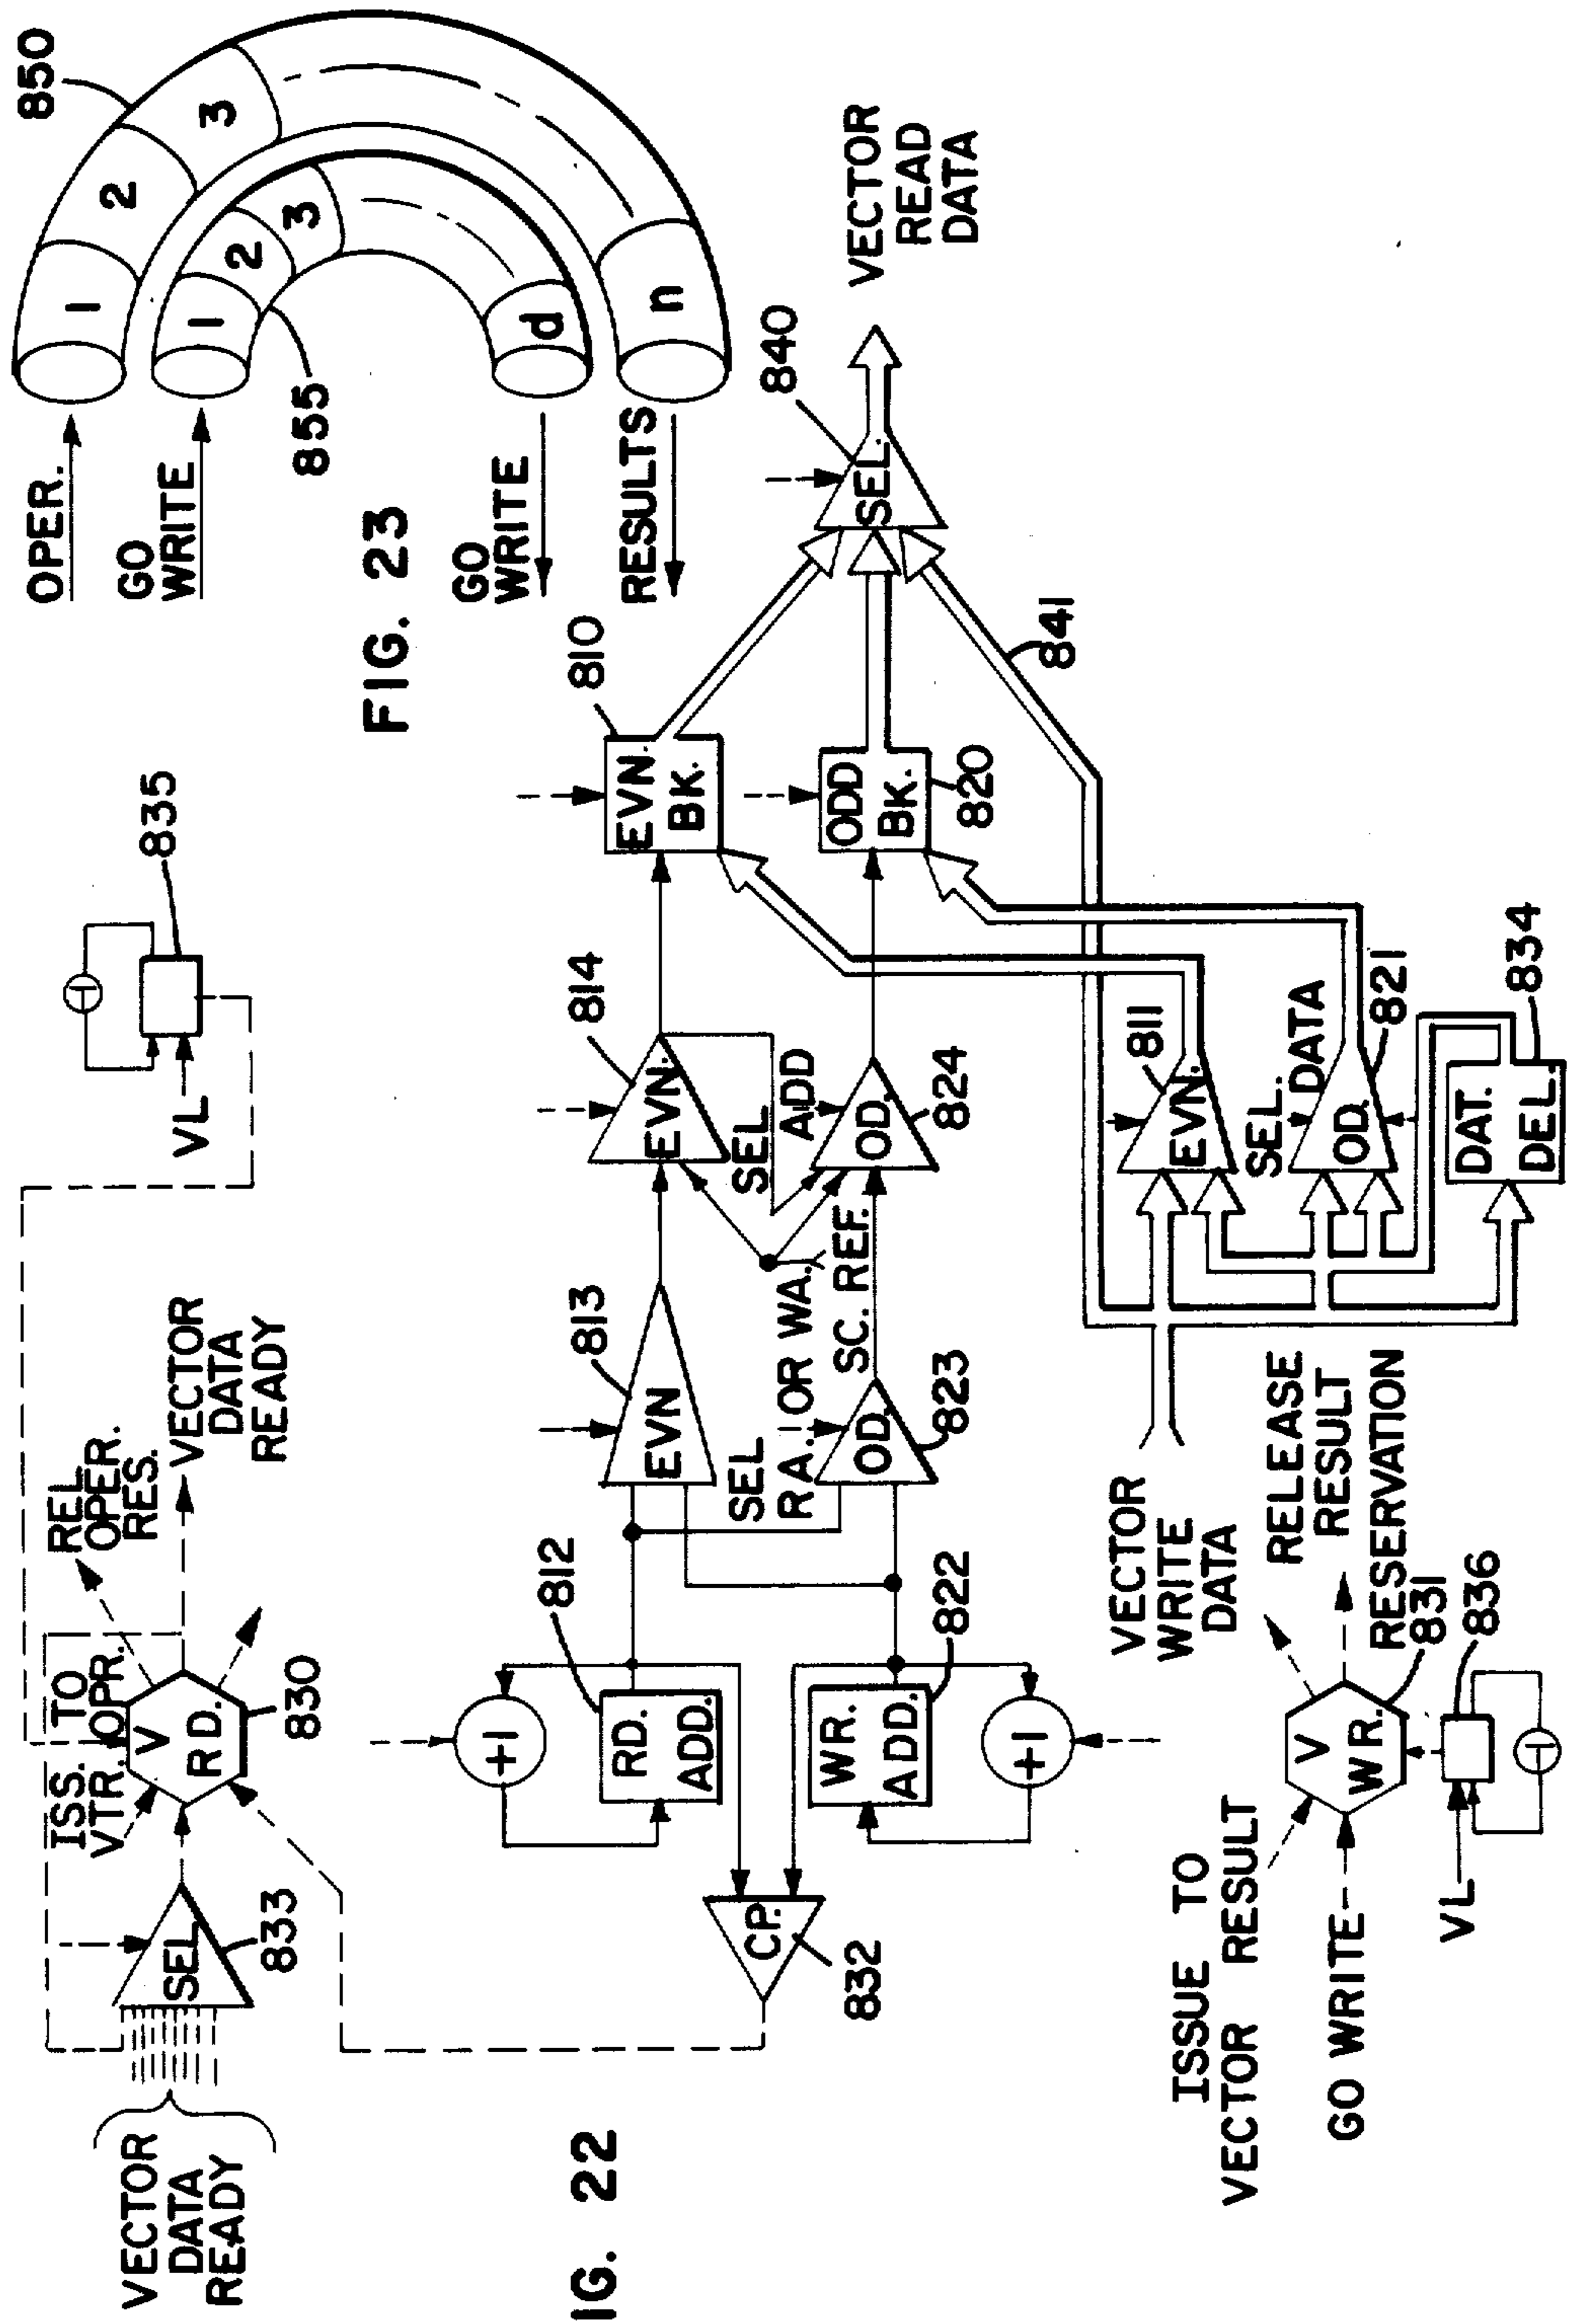 VECTOR
DATA
READY
SEL
833
ISS. TO
VTR. OPR.
V
RD.
830
REL
OPER.
RES.
VECTOR
DATA
READY
VL
-1
835
OPER.
GO
WRITE
855
1
2
3
850
1
2
3
d
n
GO
WRITE
RESULTS
FIG. 23
IG. 22
CP.
832
+1
RD.
ADD.
812
WR.
ADD.
822
+1
EVN
813
SEL
R A. OR WA.
OD.
823
SC. REF.
EVN.
814
SEL
ADD
OD.
824
EVN.
BK.
810
ODD
BK.
820
SEL.
840
841
VECTOR
READ
DATA
VECTOR
WRITE
DATA
EVN.
811
SEL.
DATA
OD.
821
DAT.
DEL.
834
ISSUE TO
VECTOR RESULT
GO WRITE
V
WR.
831
RELEASE
RESULT
RESERVATION
VL
836
-1